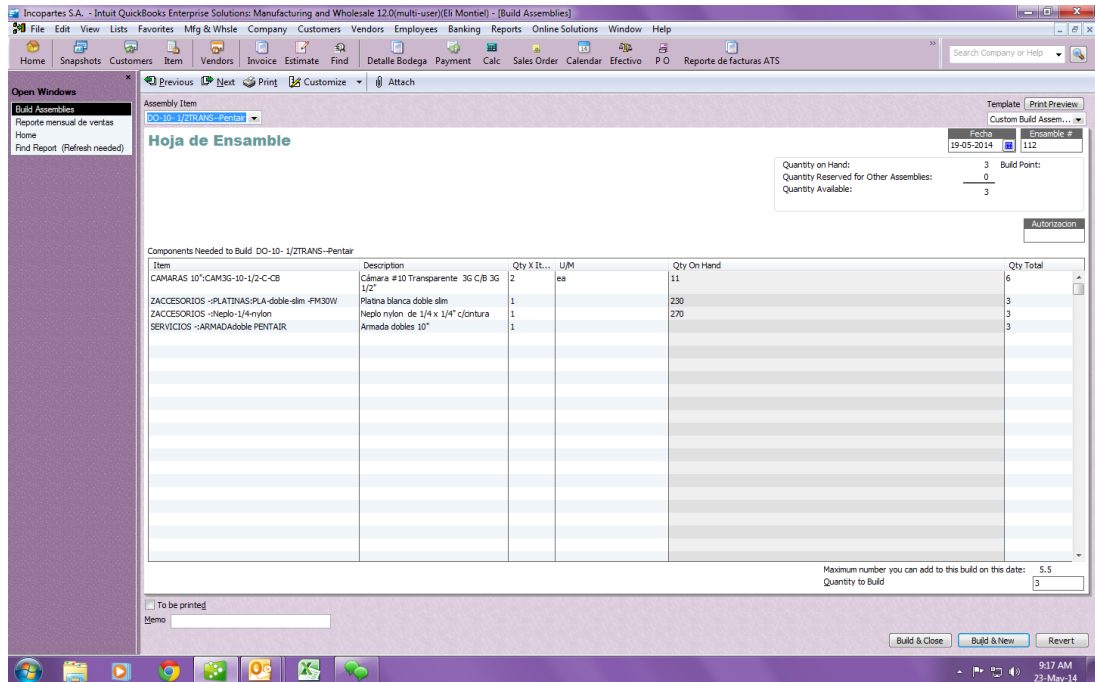 Incopartes S.A. - Intuit QuickBooks Enterprise Solutions: Manufacturing and Wholesale 12.0(multi-user)(Eli Montiel) - [Build Assemblies]
File Edit View Lists Favorites Mfg & Whsle Company Customers Vendors Employees Banking Reports Online Solutions Window Help
Home Snapshots Customers Item Vendors Invoice Estimate Find Detalle Bodega Payment Calc Sales Order Calendar Efectivo P O Reporte de facturas ATS
Search Company or Help
Previous Next Print Customize Attach
Open Windows
Build Assemblies
Reporte mensual de ventas
Home
Find Report (Refresh needed)
Assembly Item
DO-10- 1/2TRANS--Pentair
Template Print Preview
Custom Build Assem...
Hoja de Ensamble
Fecha Ensamble #
19-05-2014 112
Quantity on Hand: 3 Build Point:
Quantity Reserved for Other Assemblies: 0
Quantity Available: 3
Autorizacion
Components Needed to Build DO-10- 1/2TRANS--Pentair
Item Description Qty X It... U/M Qty On Hand Qty Total
CAMARAS 10":CAM3G-10-1/2-C-CB Cámara #10 Transparente 3G C/B 3G 2 ea 11 6
1/2"
ZACCESORIOS -:PLATINAS:PLA-doble-slim -FM30W Platina blanca doble slim 1 230 3
ZACCESORIOS -:Neplo-1/4-nylon Neplo nylon de 1/4 x 1/4" c/cintura 1 270 3
SERVICIOS -:ARMADAdoble PENTAIR Armada dobles 10" 1 3
Maximum number you can add to this build on this date: 5.5
Quantity to Build 3
To be printed
Memo
Build & Close Build & New Revert
9:17 AM
23-May-14